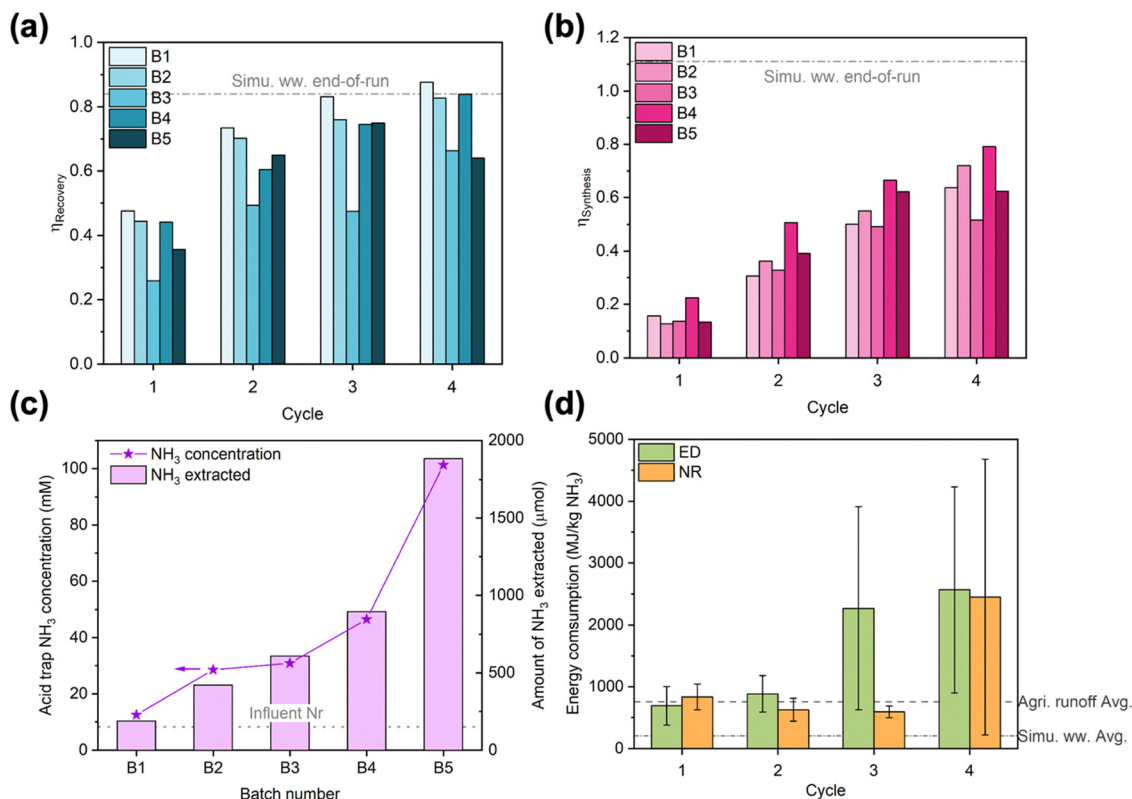 (a)
1.0
0.8
0.6
0.4
0.2
0.0
ηRecovery
B1
B2
B3
B4
B5
Simu. ww. end-of-run
1 2 3 4
Cycle
(b)
1.2
1.0
0.8
0.6
0.4
0.2
0.0
ηSynthesis
B1
B2
B3
B4
B5
Simu. ww. end-of-run
1 2 3 4
Cycle
(c)
100
80
60
40
20
0
Acid trap NH3 concentration (mM)
NH3 concentration
NH3 extracted
Influent Nr
2000
1500
1000
500
0
Amount of NH3 extracted (μmol)
B1 B2 B3 B4 B5
Batch number
(d)
5000
4000
3000
2500
2000
1000
0
Energy comsumption (MJ/kg NH3)
ED
NR
Agri. runoff Avg.
Simu. ww. Avg.
1 2 3 4
Cycle